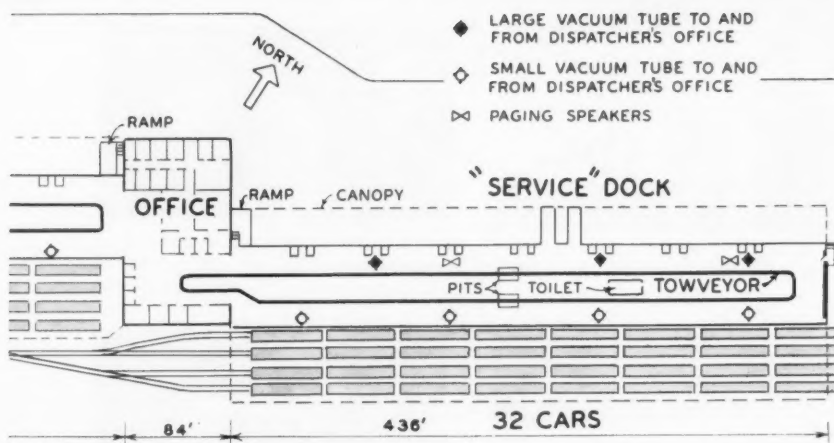 LARGE VACUUM TUBE TO AND
FROM DISPATCHER'S OFFICE
SMALL VACUUM TUBE TO AND
FROM DISPATCHER'S OFFICE
PAGING SPEAKERS
NORTH
RAMP
OFFICE
RAMP
CANOPY
"SERVICE" DOCK
PITS
TOILET
TOWVEYOR
84'
436'
32 CARS